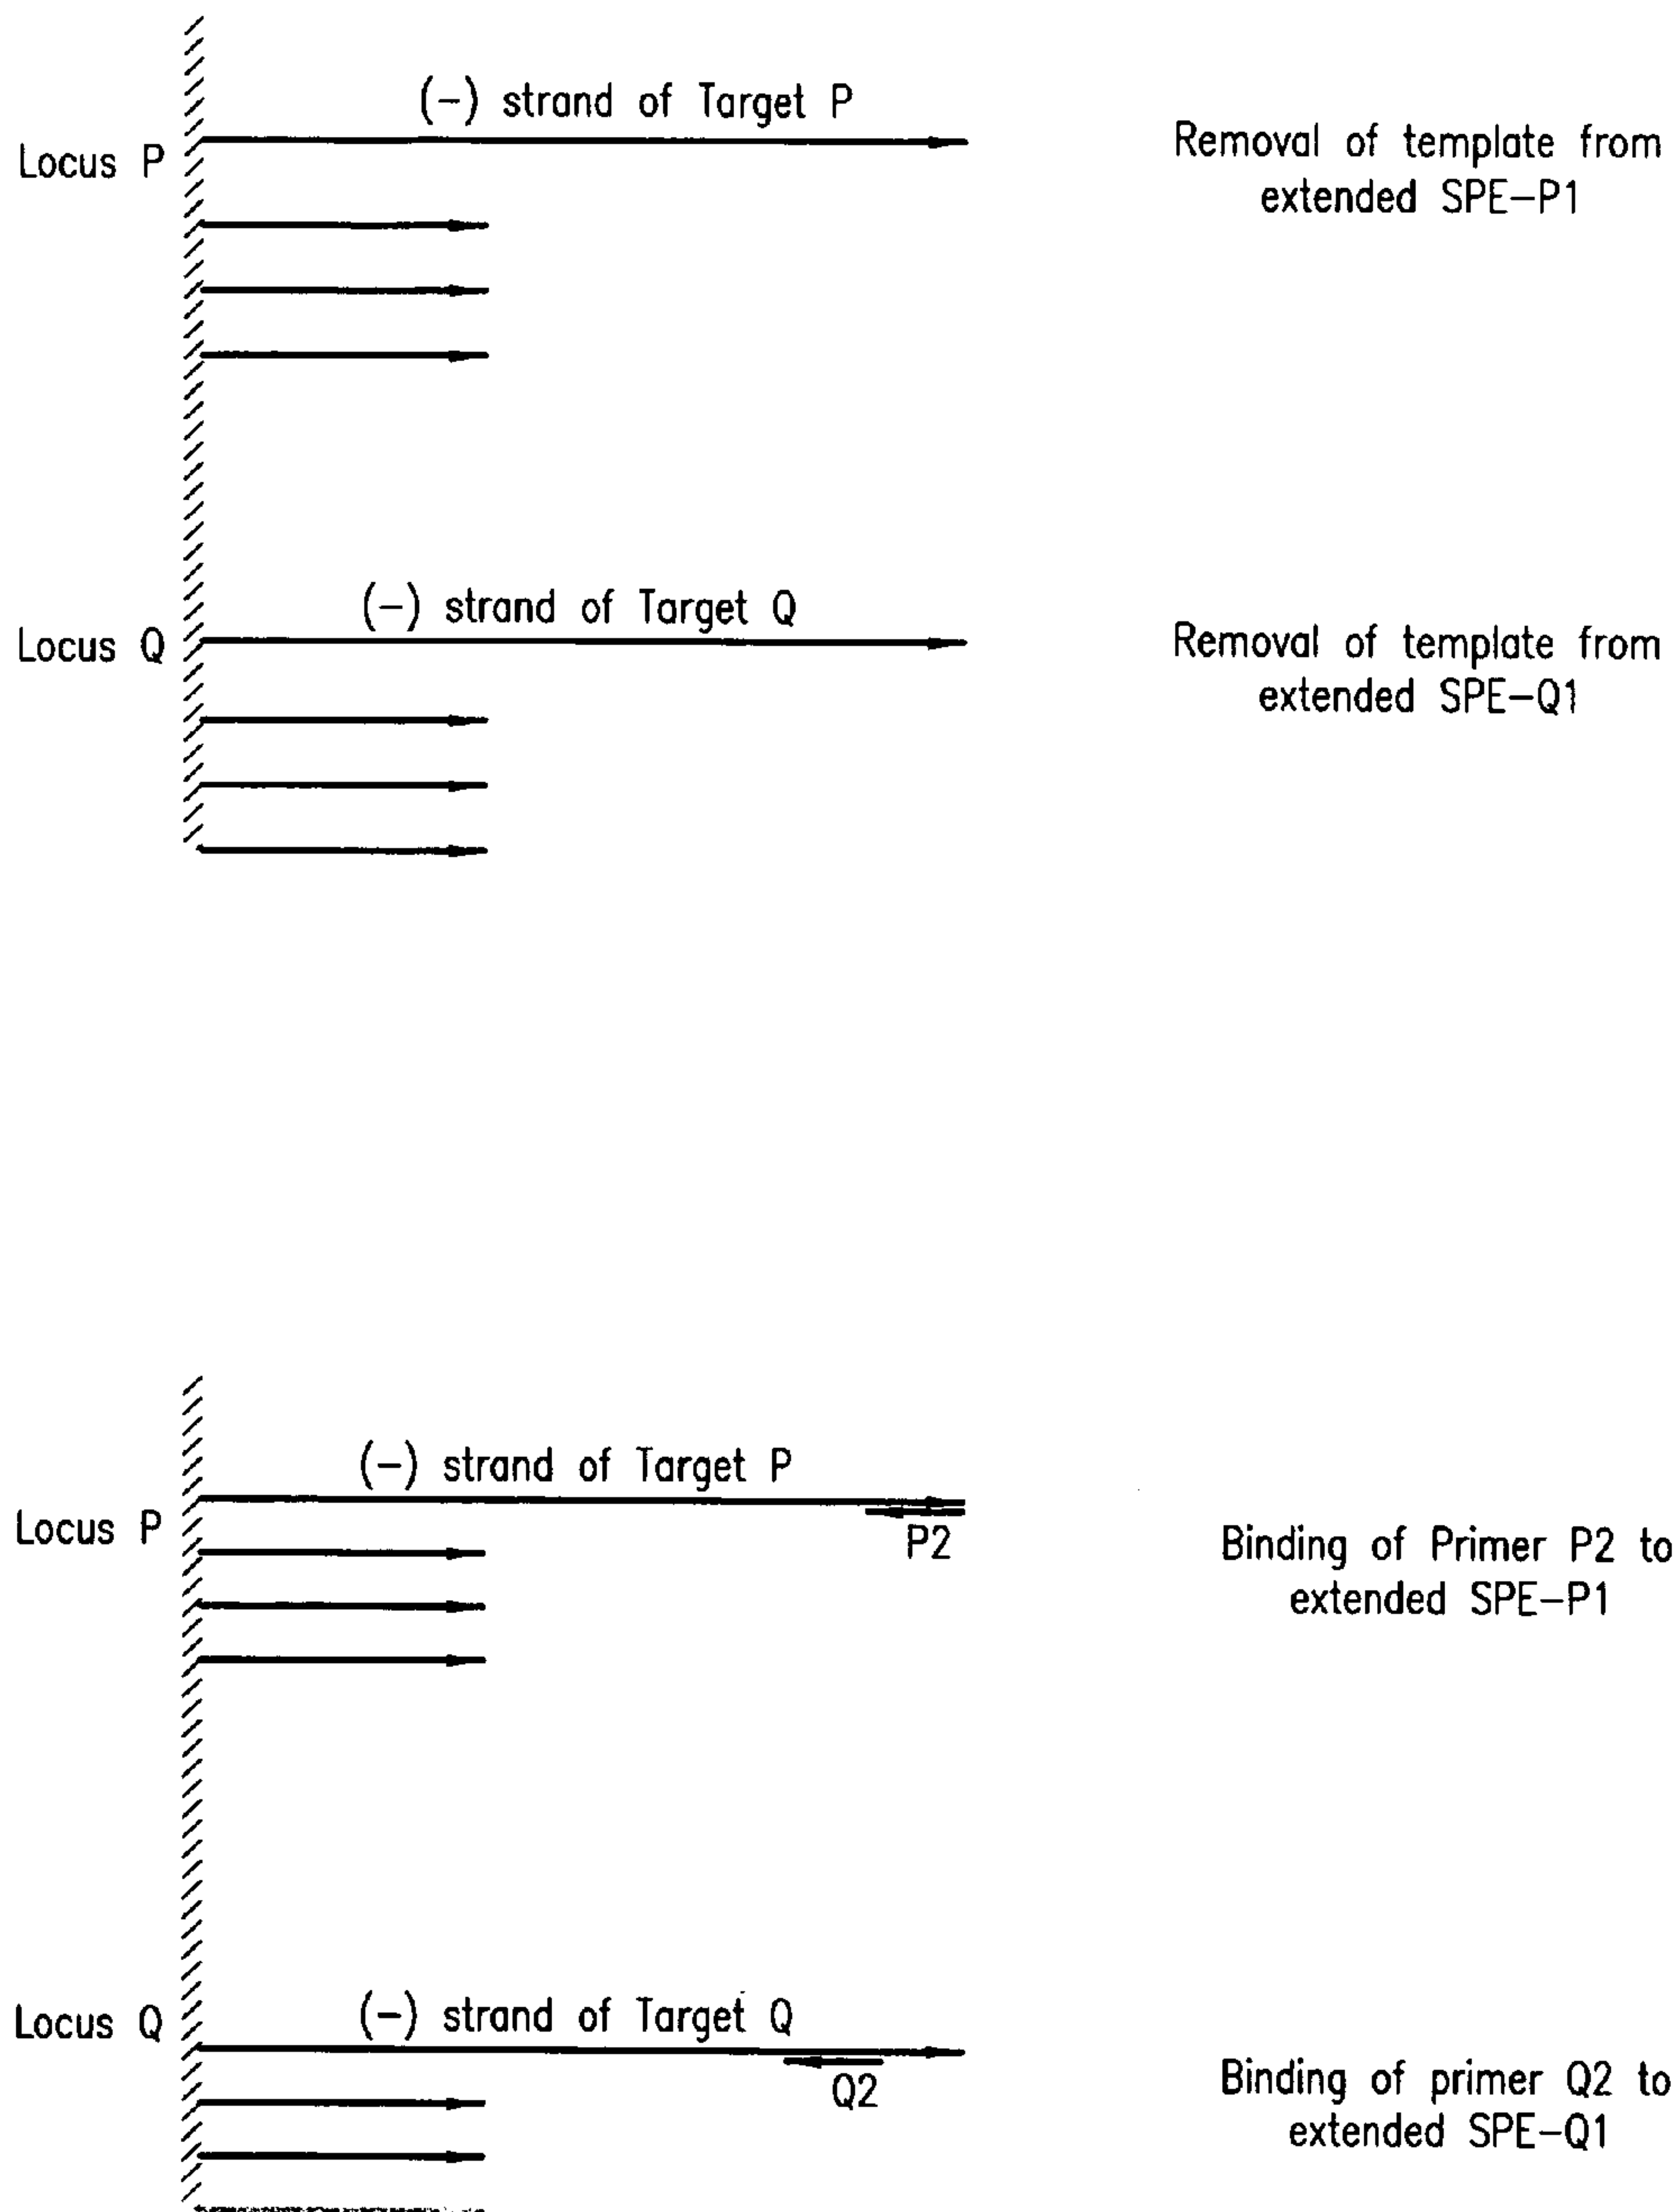 (-) strand of Target P
Locus P
Removal of template from
extended SPE-P1
(-) strand of Target Q
Locus Q
Removal of template from
extended SPE-Q1
(-) strand of Target P
Locus P
P2
Binding of Primer P2 to
extended SPE-P1
(-) strand of Target Q
Locus Q
Q2
Binding of primer Q2 to
extended SPE-Q1